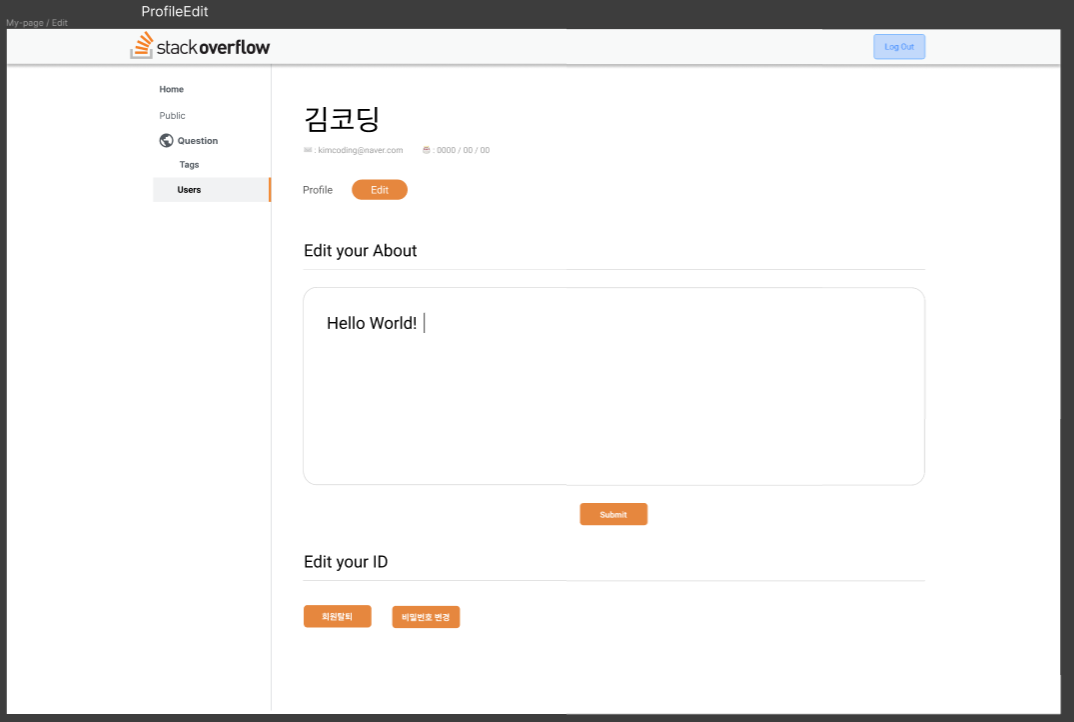 ProfileEdit
My-page / Edit
stackoverflow
Log Out
Home
Public
Question
Tags
Users
김코딩
: kimcoding@naver.com : 0000 / 00 / 00
Profile Edit
Edit your About
Hello World!
Submit
Edit your ID
회원탈퇴 비밀번호 변경